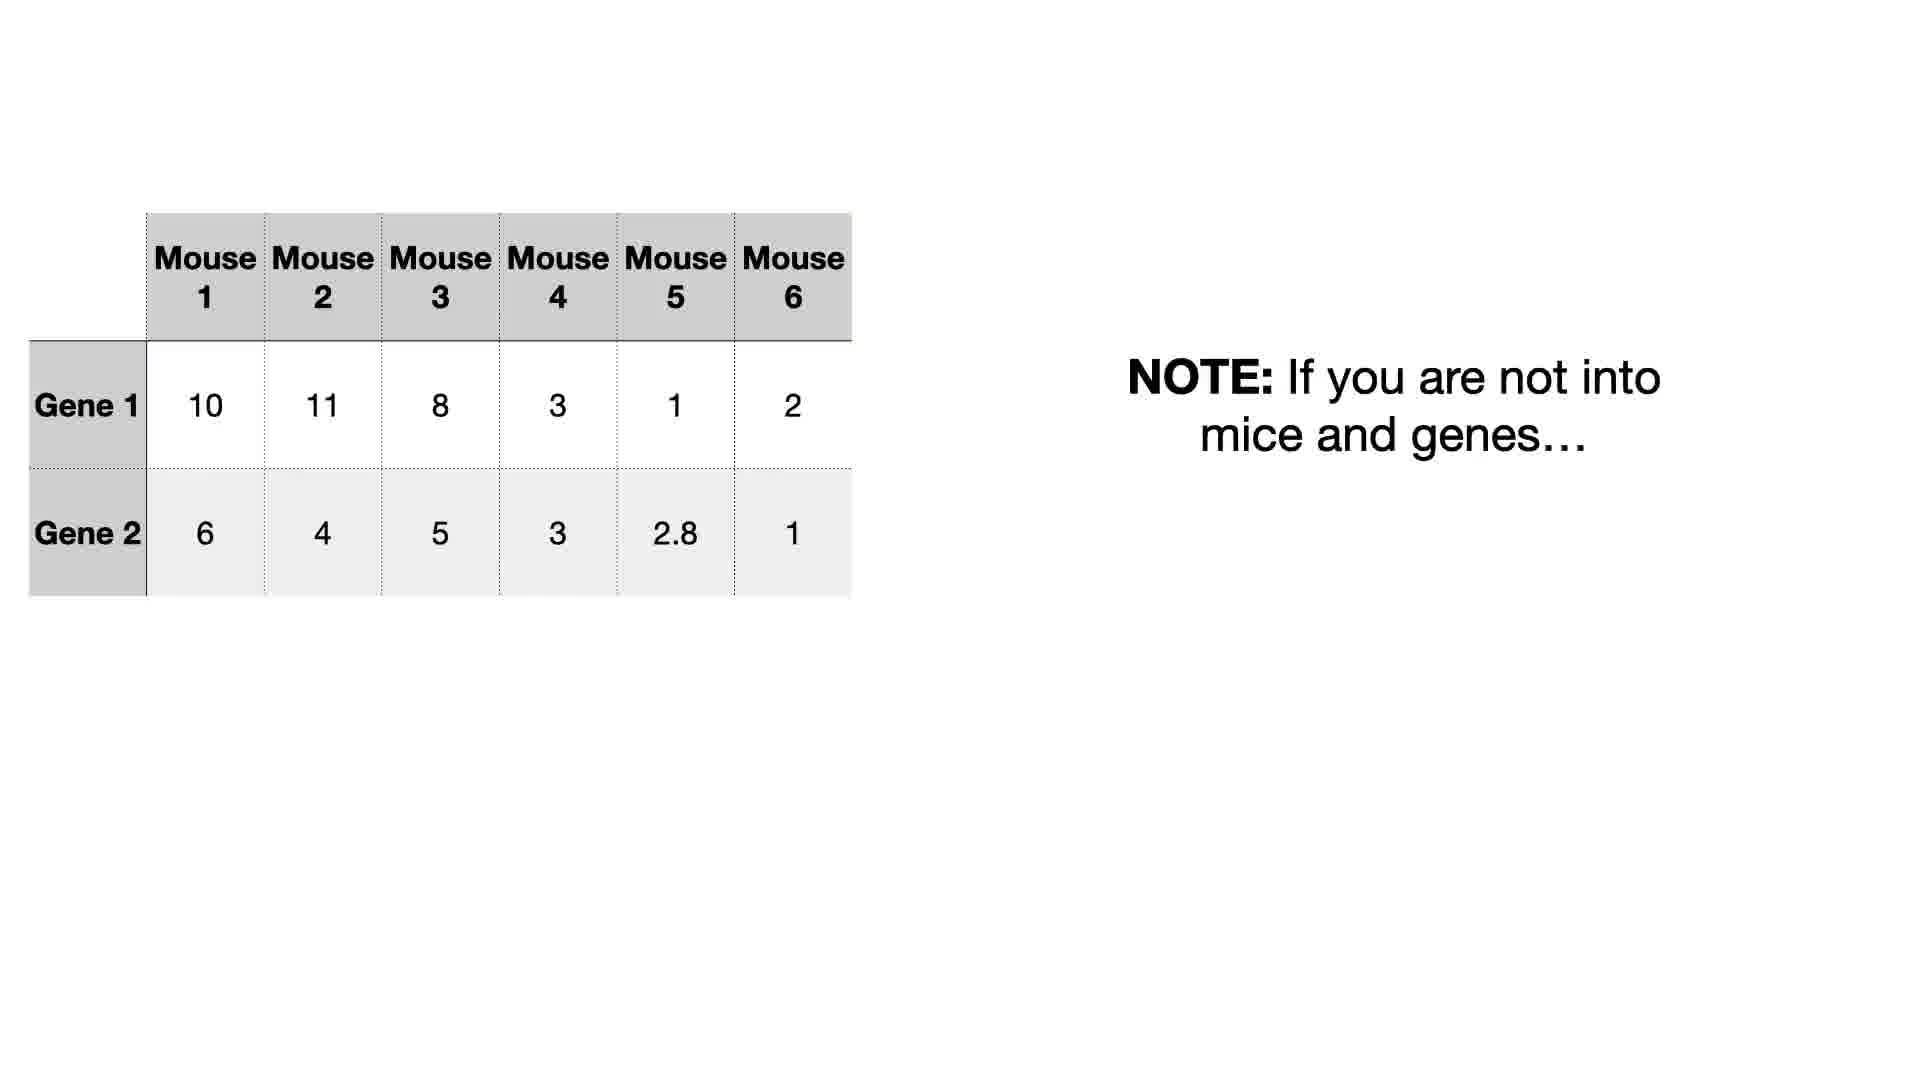 Mouse 1 Mouse 2 Mouse 3 Mouse 4 Mouse 5 Mouse 6
Gene 1 10 11 8 3 1 2
Gene 2 6 4 5 3 2.8 1
NOTE: If you are not into
mice and genes…